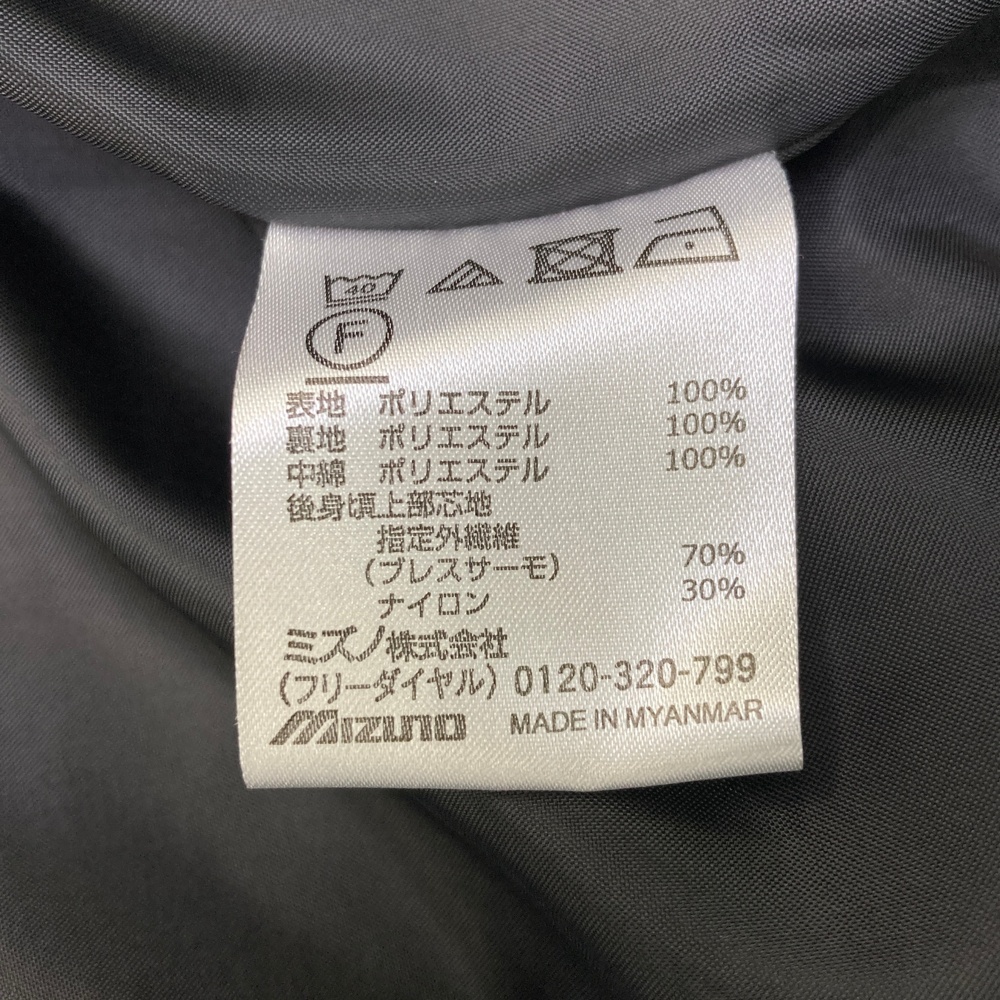 40
F
表地 ポリエステル 100%
裏地 ポリエステル 100%
中綿 ポリエステル 100%
後身頃上部芯地
指定外繊維
(ブレスサーモ) 70%
ナイロン 30%
ミズノ株式会社
(フリーダイヤル) 0120-320-799
MIZUNO MADE IN MYANMAR